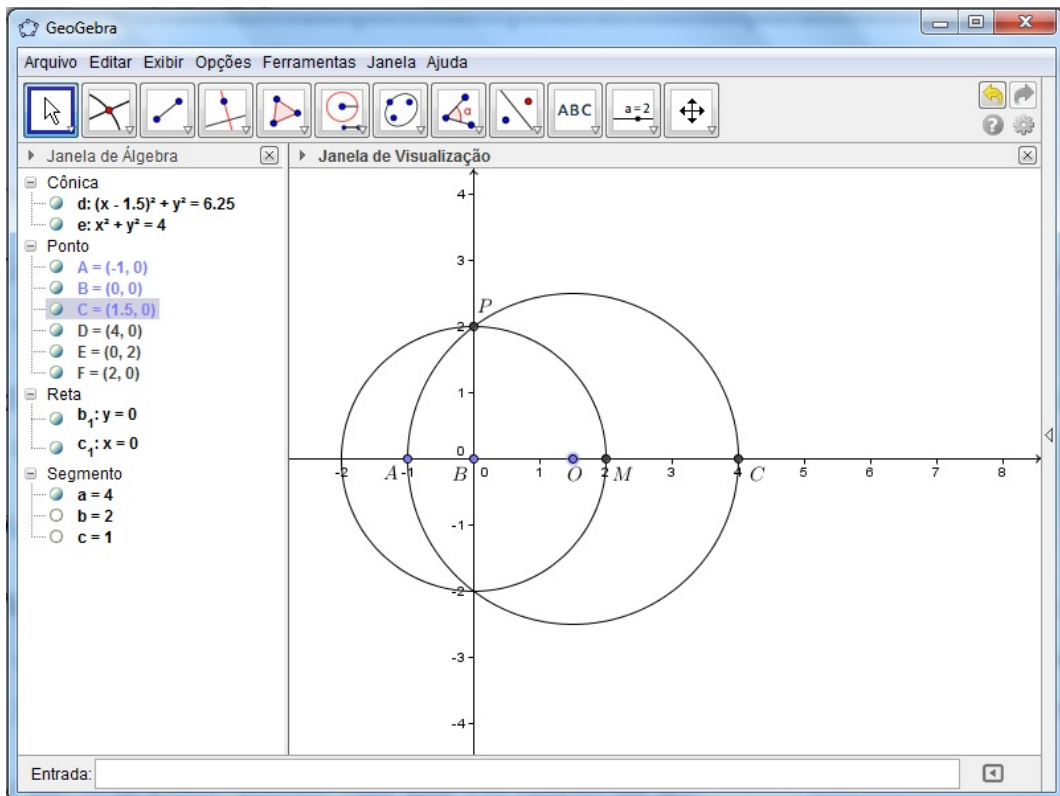 GeoGebra
Arquivo Editar Exibir Opções Ferramentas Janela Ajuda
α
ABC
a=2
Janela de Álgebra
Janela de Visualização
Cônica
d: (x - 1.5)² + y² = 6.25
e: x² + y² = 4
Ponto
A = (-1, 0)
B = (0, 0)
C = (1.5, 0)
D = (4, 0)
E = (0, 2)
F = (2, 0)
Reta
b₁: y = 0
c₁: x = 0
Segmento
a = 4
b = 2
c = 1
4
3
P
2
1
0
-2 A -1 B 0 1 O 2 M 3 4 C 5 6 7 8
-1
-2
-3
-4
Entrada: